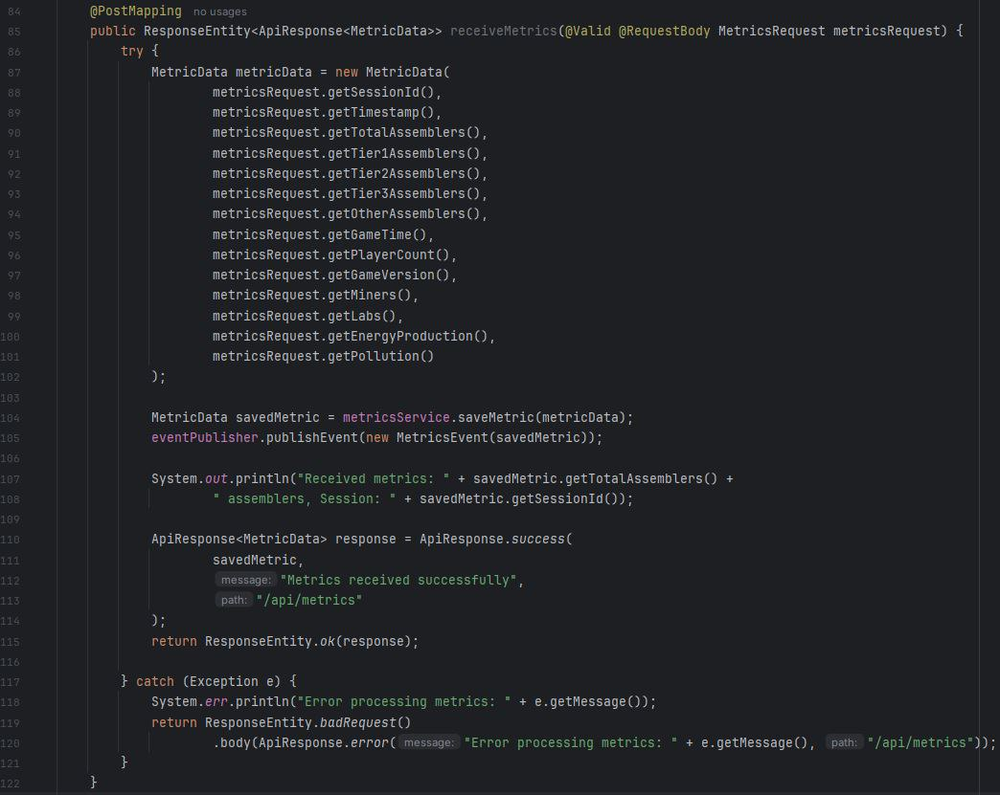 84 @PostMapping no usages
85 public ResponseEntity<ApiResponse<MetricData>> receiveMetrics(@Valid @RequestBody MetricsRequest metricsRequest) {
86 try {
87 MetricData metricData = new MetricData(
88 metricsRequest.getSessionId(),
89 metricsRequest.getTimestamp(),
90 metricsRequest.getTotalAssemblers(),
91 metricsRequest.getTier1Assemblers(),
92 metricsRequest.getTier2Assemblers(),
93 metricsRequest.getTier3Assemblers(),
94 metricsRequest.getOtherAssemblers(),
95 metricsRequest.getGameTime(),
96 metricsRequest.getPlayerCount(),
97 metricsRequest.getGameVersion(),
98 metricsRequest.getMiners(),
99 metricsRequest.getLabs(),
100 metricsRequest.getEnergyProduction(),
101 metricsRequest.getPollution()
102 );
103
104 MetricData savedMetric = metricsService.saveMetric(metricData);
105 eventPublisher.publishEvent(new MetricsEvent(savedMetric));
106
107 System.out.println("Received metrics: " + savedMetric.getTotalAssemblers() +
108 " assemblers, Session: " + savedMetric.getSessionId());
109
110 ApiResponse<MetricData> response = ApiResponse.success(
111 savedMetric,
112 message: "Metrics received successfully",
113 path: "/api/metrics"
114 );
115 return ResponseEntity.ok(response);
116
117 } catch (Exception e) {
118 System.err.println("Error processing metrics: " + e.getMessage());
119 return ResponseEntity.badRequest()
120 .body(ApiResponse.error( message: "Error processing metrics: " + e.getMessage(), path: "/api/metrics"));
121 }
122 }